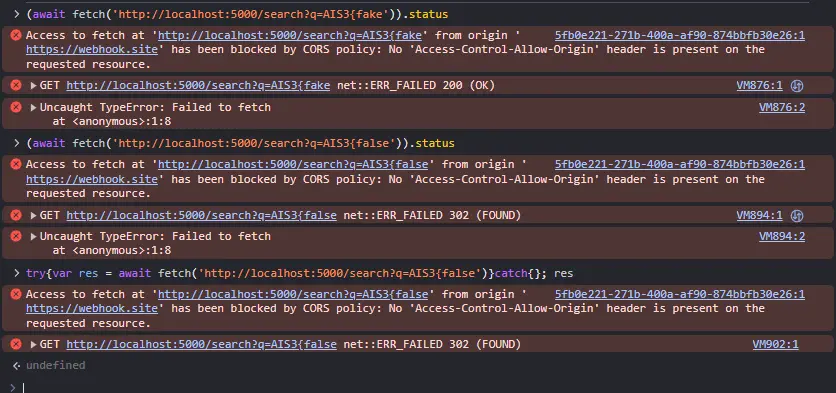 (await fetch('http://localhost:5000/search?q=AIS3{fake')).status
Access to fetch at 'http://localhost:5000/search?q=AIS3{fake' from origin ' 5fb0e221-271b-400a-af90-874bbfb30e26:1
https://webhook.site' has been blocked by CORS policy: No 'Access-Control-Allow-Origin' header is present on the
requested resource.
GET http://localhost:5000/search?q=AIS3{fake net::ERR_FAILED 200 (OK) VM876:1
Uncaught TypeError: Failed to fetch VM876:2
at <anonymous>:1:8
(await fetch('http://localhost:5000/search?q=AIS3{false')).status
Access to fetch at 'http://localhost:5000/search?q=AIS3{false' from origin ' 5fb0e221-271b-400a-af90-874bbfb30e26:1
https://webhook.site' has been blocked by CORS policy: No 'Access-Control-Allow-Origin' header is present on the
requested resource.
GET http://localhost:5000/search?q=AIS3{false net::ERR_FAILED 302 (FOUND) VM894:1
Uncaught TypeError: Failed to fetch VM894:2
at <anonymous>:1:8
try{var res = await fetch('http://localhost:5000/search?q=AIS3{false')}catch{}; res
Access to fetch at 'http://localhost:5000/search?q=AIS3{false' from origin ' 5fb0e221-271b-400a-af90-874bbfb30e26:1
https://webhook.site' has been blocked by CORS policy: No 'Access-Control-Allow-Origin' header is present on the
requested resource.
GET http://localhost:5000/search?q=AIS3{false net::ERR_FAILED 302 (FOUND) VM902:1
undefined